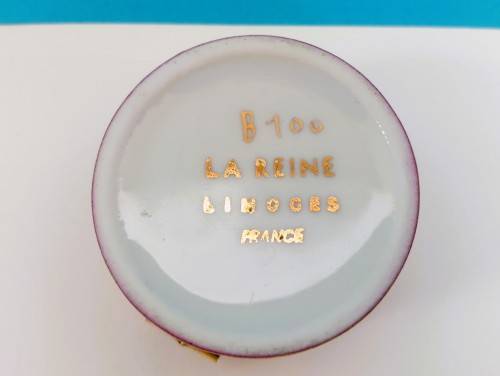 B100
LA REINE
LIMOGES
FRANCE